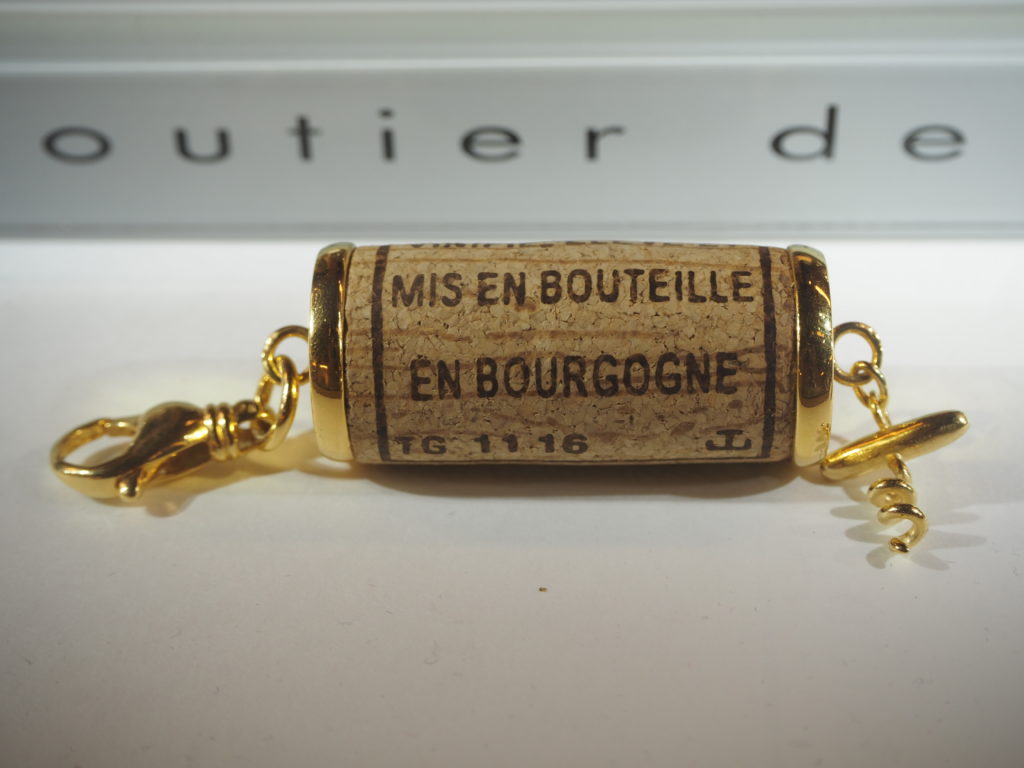 outier de
MIS EN BOUTEILLE
EN BOURGOGNE
TG 11 16